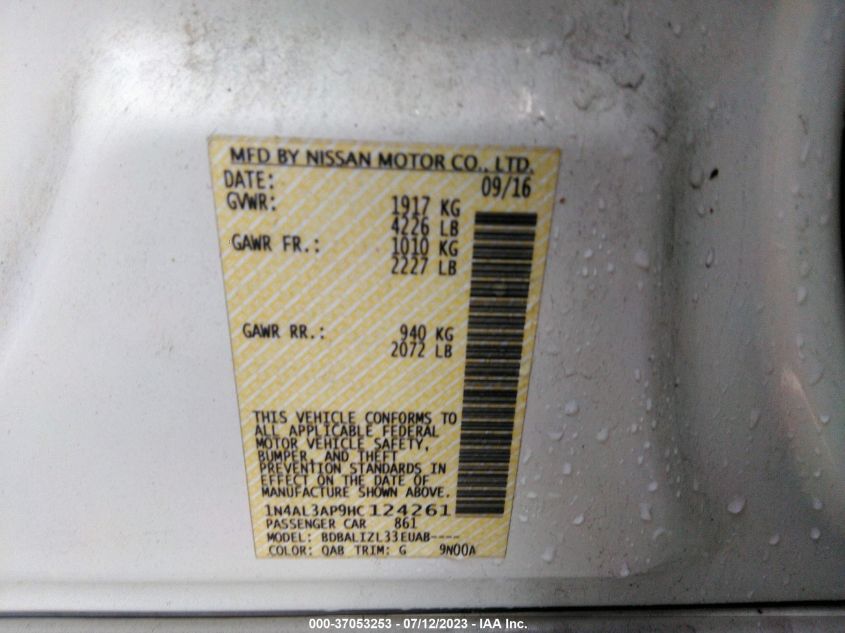 MFD BY NISSAN MOTOR CO., LTD.
DATE: 09/16
GVWR: 1917 KG
4226 LB
GAWR FR.: 1010 KG
2227 LB
GAWR RR.: 940 KG
2072 LB
THIS VEHICLE CONFORMS TO
ALL APPLICABLE FEDERAL
MOTOR VEHICLE SAFETY,
BUMPER, AND THEFT
PREVENTION STANDARDS IN
EFFECT ON THE DATE OF
MANUFACTURE SHOWN ABOVE.
1N4AL3AP9HC124261
PASSENGER CAR 861
MODEL: BDBALIZL33EUAB----
COLOR: QAB TRIM: G 9N00A
000-37053253 - 07/12/2023 - IAA Inc.